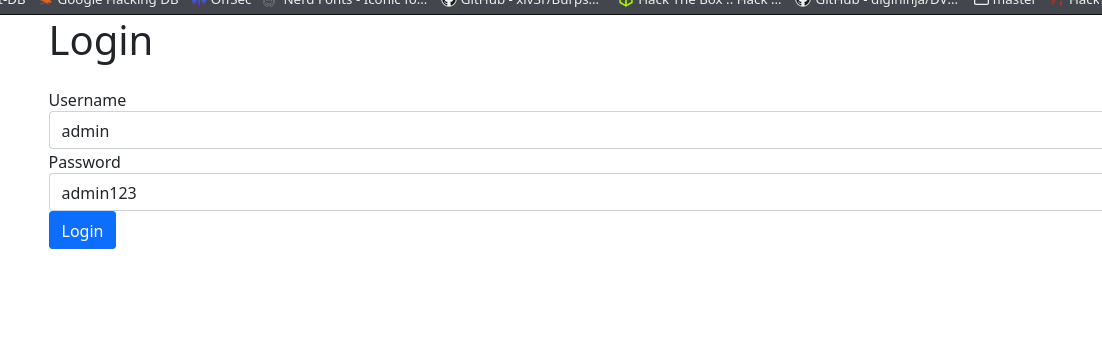 -DB Google Hacking DB OffSec Nerd Fonts - Iconic fo... GitHub - xiv3r/Burps... Hack The Box :: Hack ... GitHub - digininja/DV... master Hack
Login
Username
admin
Password
admin123
Login